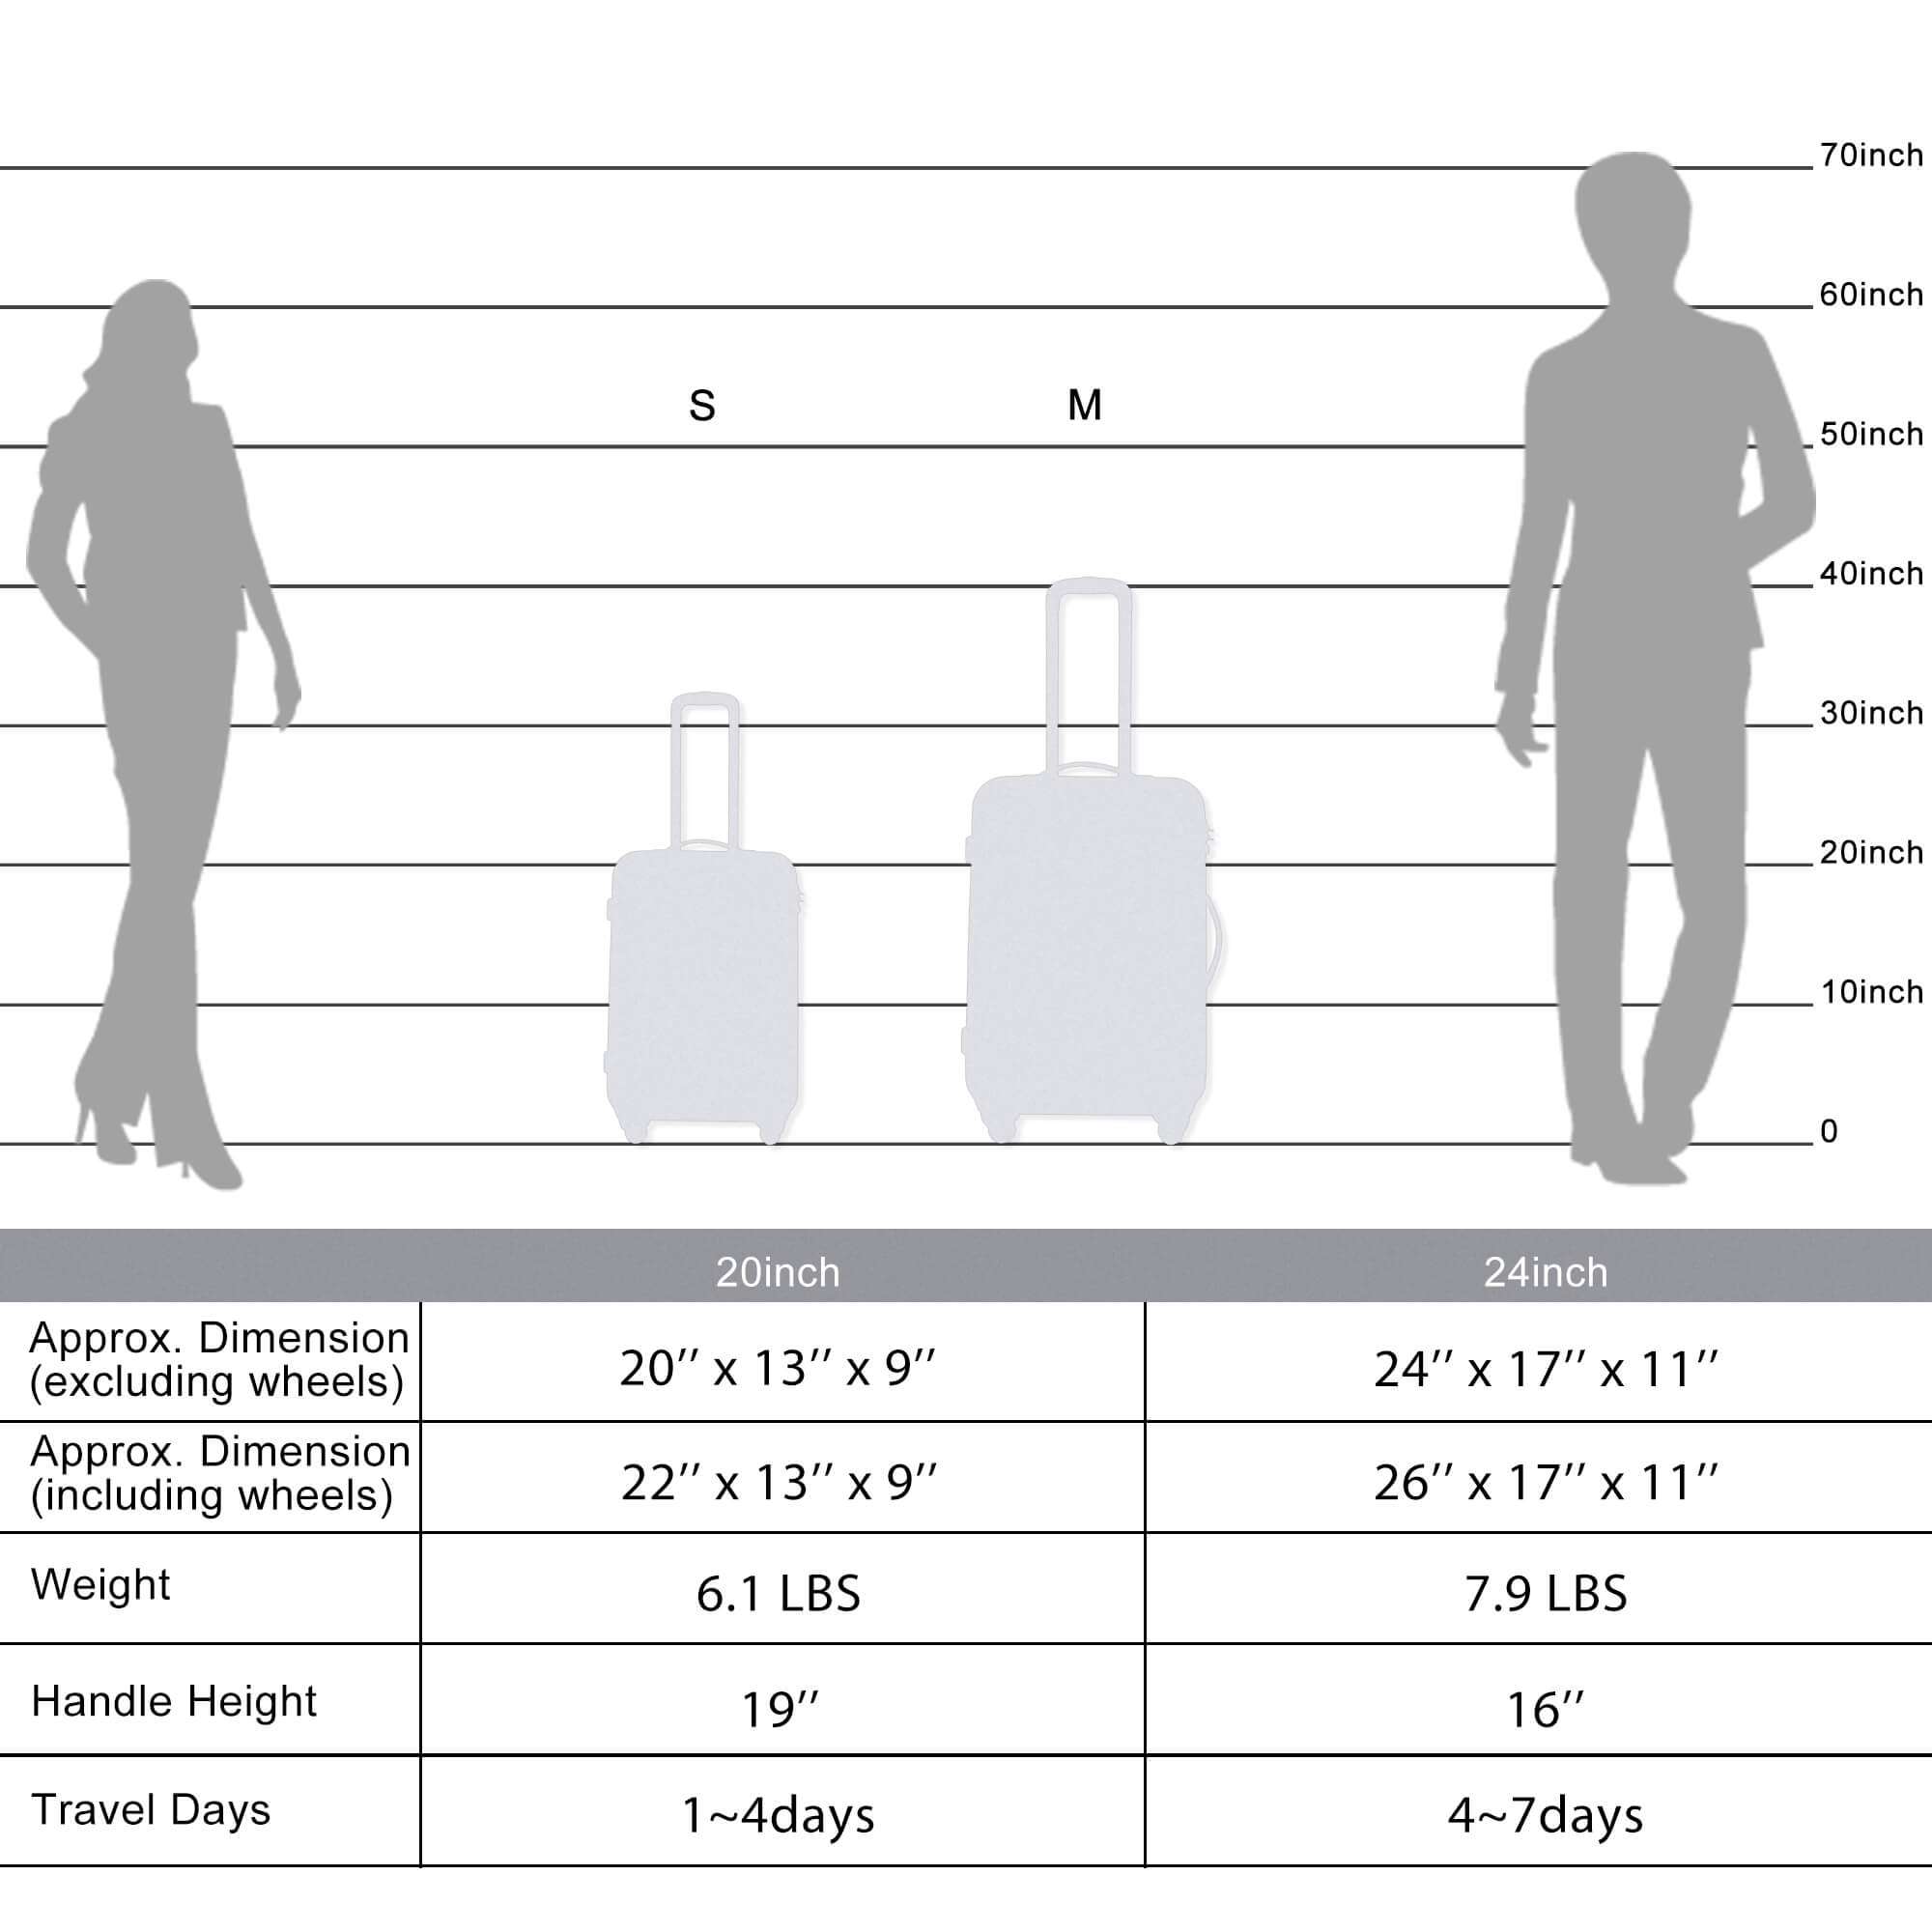 70inch
60inch
S M
50inch
40inch
30inch
20inch
10inch
0
20inch 24inch
Approx. Dimension
(excluding wheels)
20′′ x 13′′ x 9′′ 24′′ x 17′′ x 11′′
Approx. Dimension
(including wheels)
22′′ x 13′′ x 9′′ 26′′ x 17′′ x 11′′
Weight 6.1 LBS 7.9 LBS
Handle Height 19′′ 16′′
Travel Days 1~4days 4~7days